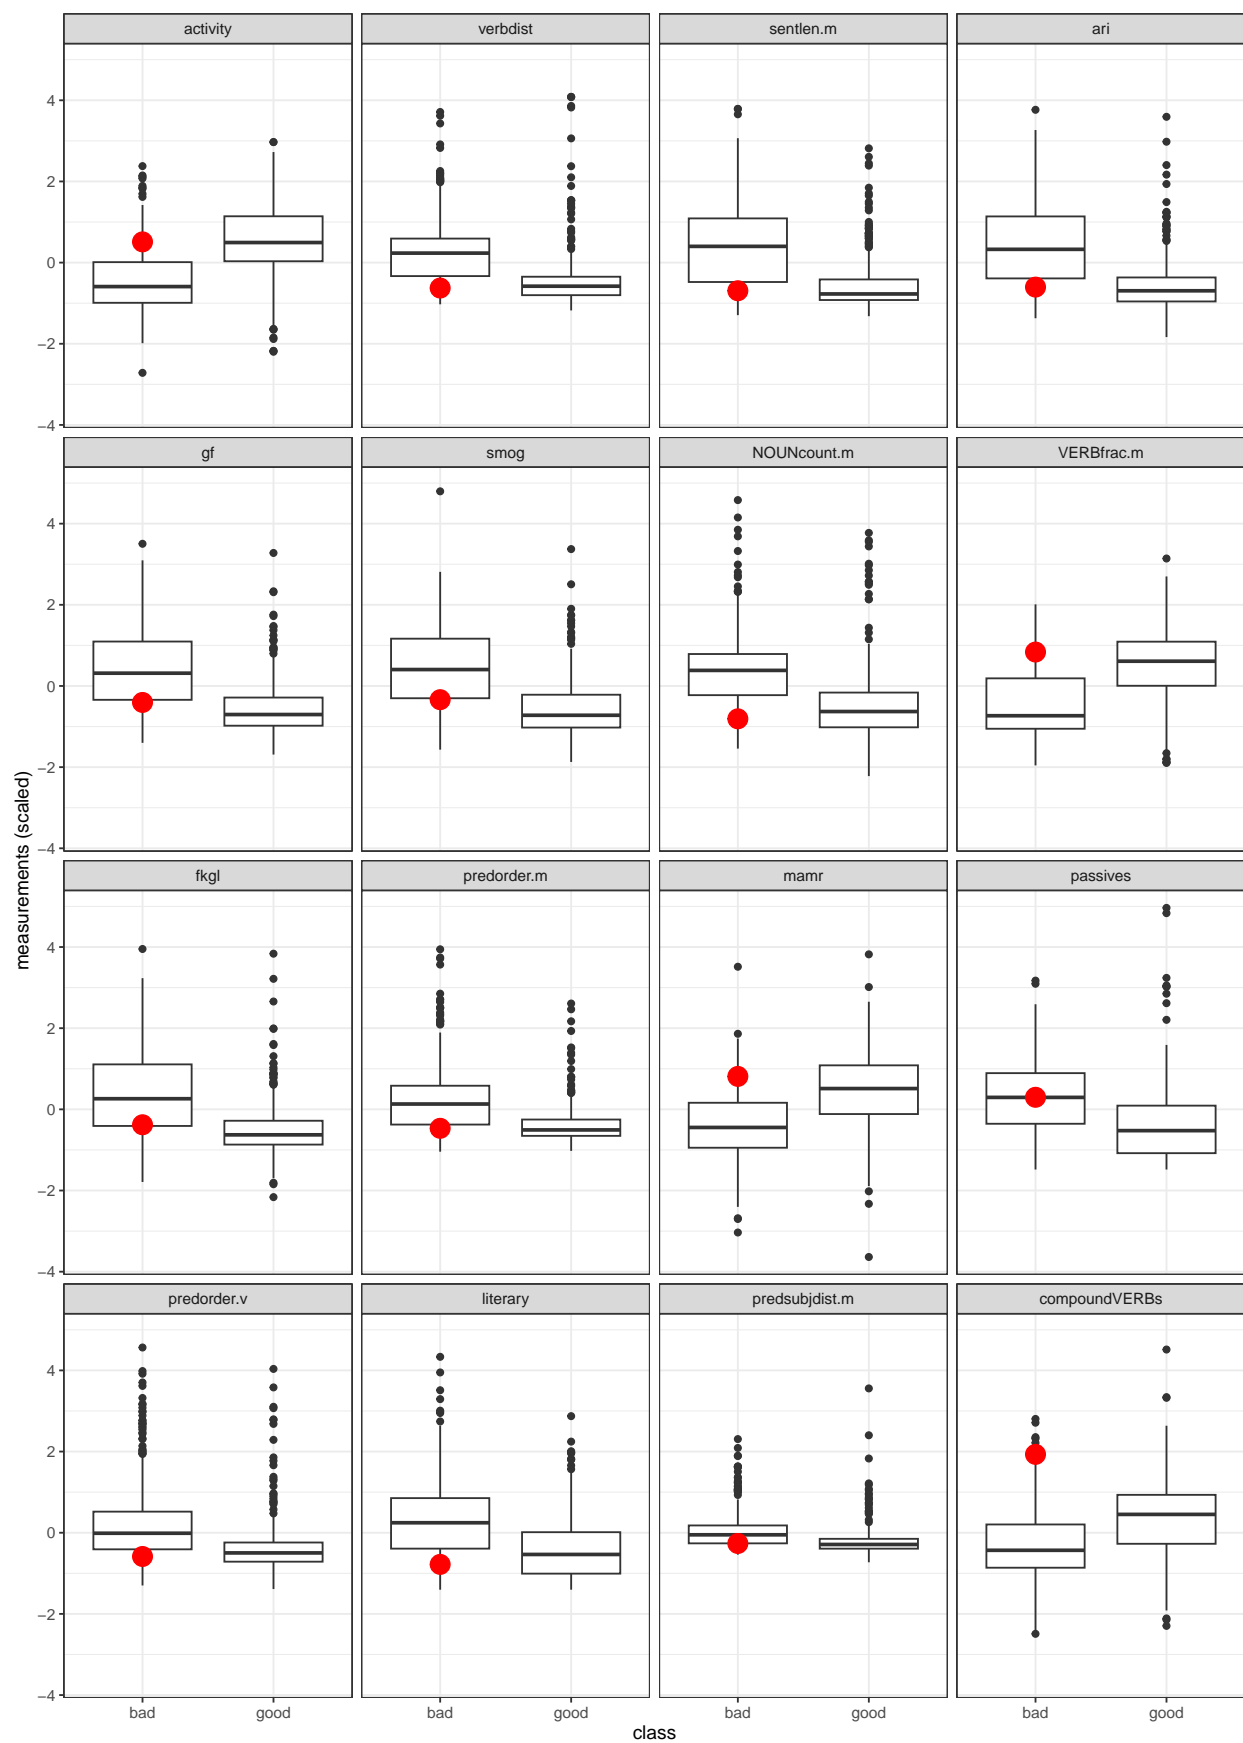 activity verbdist sentlen.m ari
4
2
0
−2
−4
gf smog NOUNcount.m VERBfrac.m
4
2
0
−2
−4
fkgl predorder.m mamr passives
4
2
0
−2
−4
predorder.v literary predsubjdist.m compoundVERBs
4
2
0
−2
−4
measurements (scaled)
bad good bad good bad good bad good
class